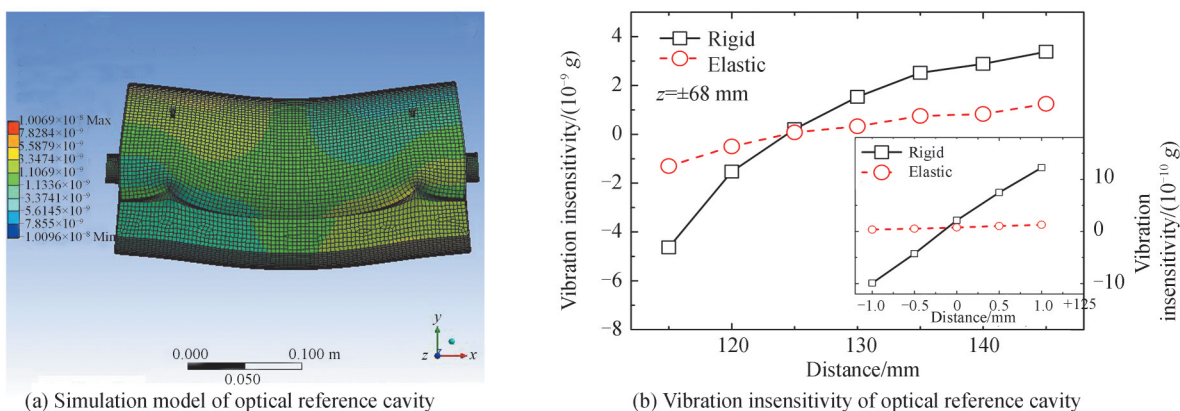 1.0069×10⁻⁸ Max
7.8284×10⁻⁹
5.5879×10⁻⁹
3.3474×10⁻⁹
1.1069×10⁻⁹
-1.1336×10⁻⁹
-3.3741×10⁻⁹
-5.6145×10⁻⁹
-7.855×10⁻⁹
-1.0096×10⁻⁸ Min
y
z
x
0.000
0.100 m
0.050
(a) Simulation model of optical reference cavity
Vibration insensitivity/(10⁻⁹ g)
6
4
2
0
−2
−4
−6
−8
Rigid
Elastic
z=±68 mm
120
130
140
Distance/mm
Rigid
Elastic
10
0
−10
Vibration
insensitivity/(10⁻¹⁰ g)
−1.0 −0.5 0 0.5 1.0 +125
Distance/mm
(b) Vibration insensitivity of optical reference cavity